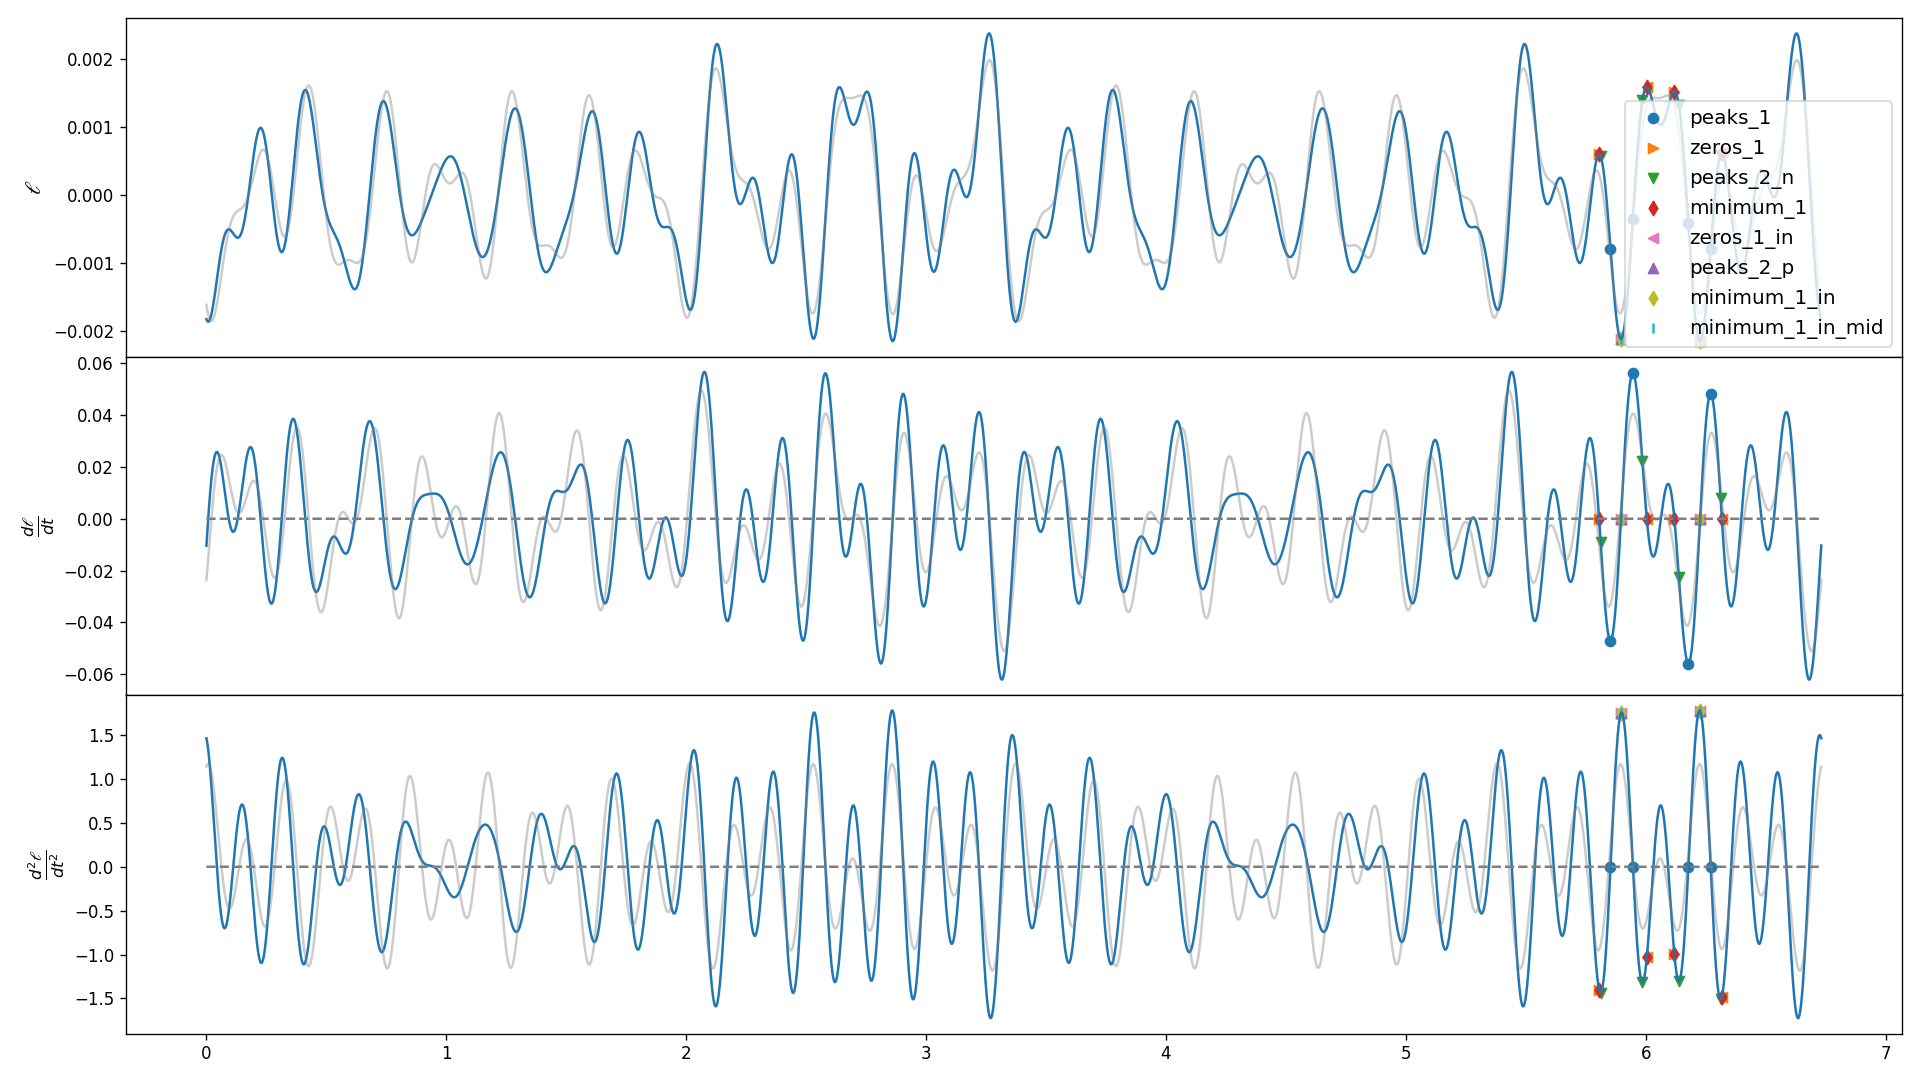 0.002
0.001
0.000
−0.001
−0.002
ℓ
peaks_1
zeros_1
peaks_2_n
minimum_1
zeros_1_in
peaks_2_p
minimum_1_in
minimum_1_in_mid
0.06
0.04
0.02
0.00
−0.02
−0.04
−0.06
dℓ
dt
1.5
1.0
0.5
0.0
−0.5
−1.0
−1.5
d²ℓ
dt²
0 1 2 3 4 5 6 7